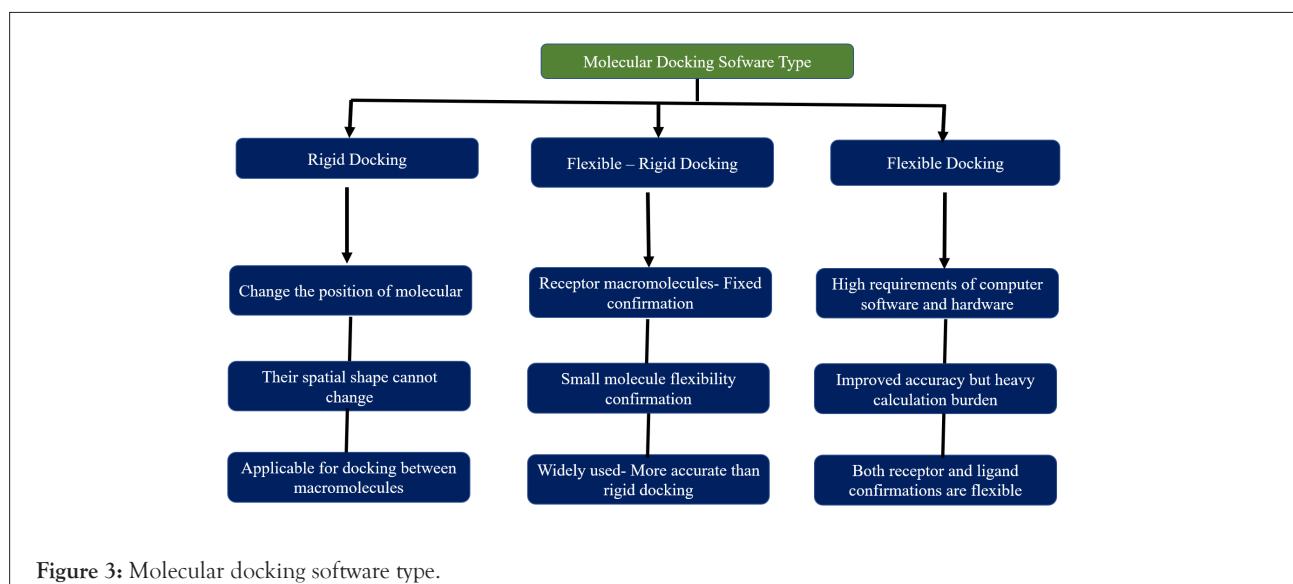 Molecular Docking Sofware Type
Rigid Docking
Flexible – Rigid Docking
Flexible Docking
Change the position of molecular
Receptor macromolecules- Fixed
confirmation
High requirements of computer
software and hardware
Their spatial shape cannot
change
Small molecule flexibility
confirmation
Improved accuracy but heavy
calculation burden
Applicable for docking between
macromolecules
Widely used- More accurate than
rigid docking
Both receptor and ligand
confirmations are flexible
Figure 3: Molecular docking software type.